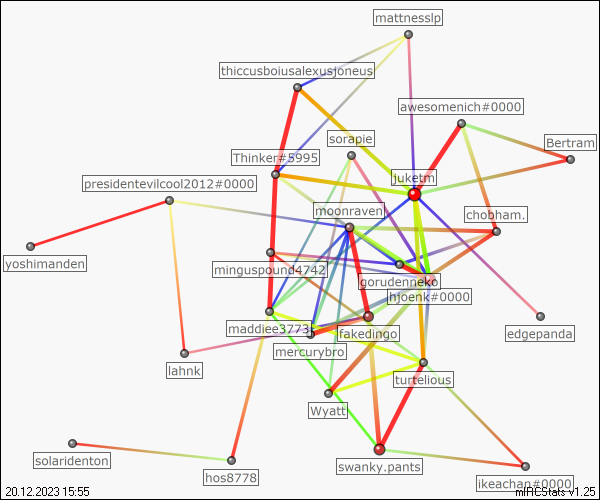 mattnesslp
thiccusboiusalexusjoneus
awesomenich#0000
sorapie
Bertram
Thinker#5995
juketm
presidentevilcool2012#0000
moonraven
chobham.
yoshimanden
minguspound4742
gorudenneko
hjoenk#0000
maddiee3773
fakedingo
edgepanda
mercurybro
lahnk
turtelious
Wyatt
solaridenton
swanky.pants
hos8778
ikeachan#0000
20.12.2023 15:55
mIRCStats v1.25